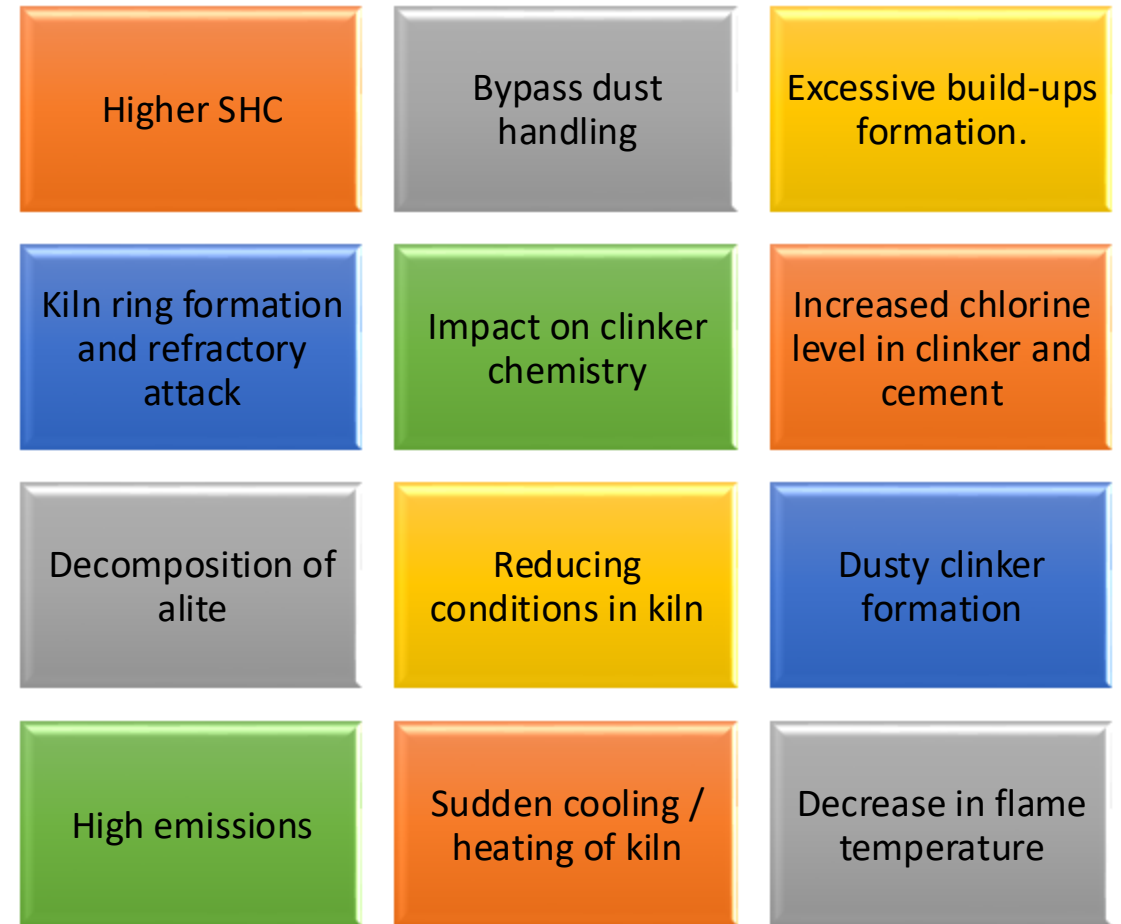 Higher SHC
Bypass dust
handling
Excessive build-ups
formation.
Kiln ring formation
and refractory
attack
Impact on clinker
chemistry
Increased chlorine
level in clinker and
cement
Decomposition of
alite
Reducing
conditions in kiln
Dusty clinker
formation
High emissions
Sudden cooling /
heating of kiln
Decrease in flame
temperature